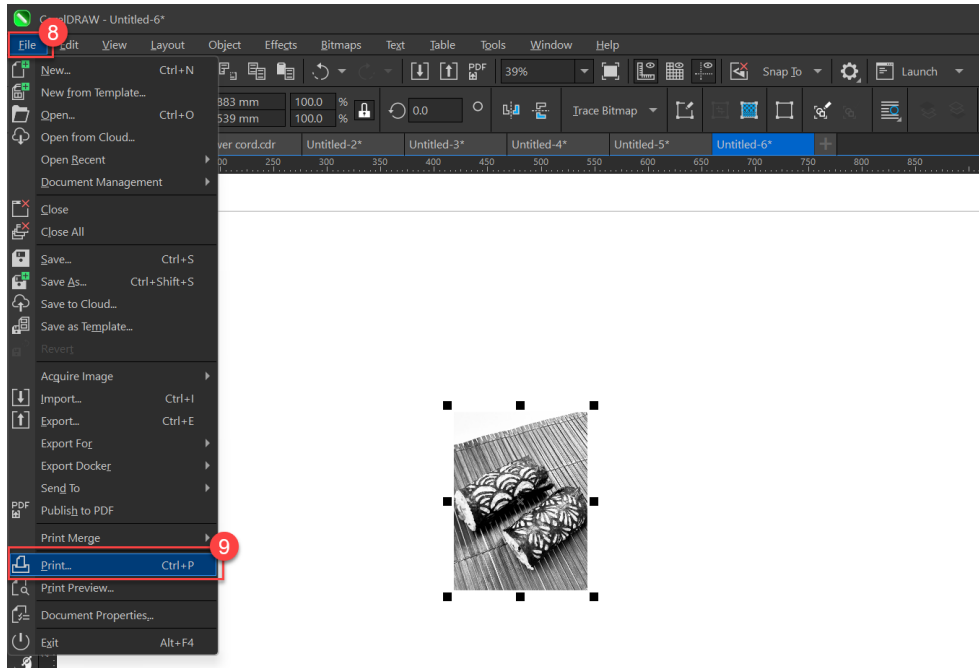 CorelDRAW - Untitled-6*
8
File Edit View Layout Object Effects Bitmaps Text Table Tools Window Help
PDF 39% Snap To Launch
883 mm 100.0 %
539 mm 100.0 %
0.0 Trace Bitmap
wer cord.cdr Untitled-2* Untitled-3* Untitled-4* Untitled-5* Untitled-6*
200 250 300 350 400 450 500 550 600 650 700 750 800 850
New... Ctrl+N
New from Template...
Open... Ctrl+O
Open from Cloud...
Open Recent
Document Management
Close
Close All
Save... Ctrl+S
Save As... Ctrl+Shift+S
Save to Cloud...
Save as Template...
Revert
Acquire Image
Import... Ctrl+I
Export... Ctrl+E
Export For
Export Docker
Send To
PDF Publish to PDF
Print Merge
9
Print... Ctrl+P
Print Preview...
Document Properties...
Exit Alt+F4